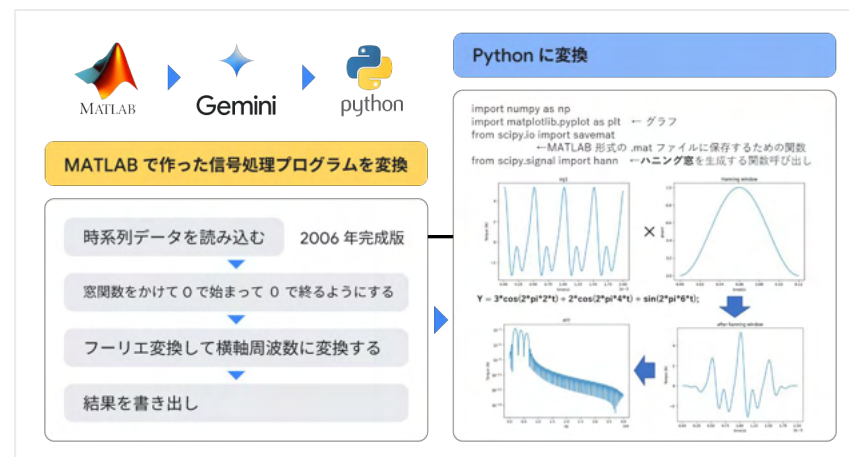 MATLAB
Gemini
python
MATLAB で作った信号処理プログラムを変換
時系列データを読み込む
2006 年完成版
窓関数をかけて 0 で始まって 0 で終るようにする
フーリエ変換して横軸周波数に変換する
結果を書き出し
Python に変換
import numpy as np
import matplotlib.pyplot as plt ← グラフ
from scipy.io import savemat
←MATLAB 形式の .mat ファイルに保存するための関数
from scipy.signal import hann ←ハニング窓を生成する関数呼び出し
hanning window
×
Y = 3*cos(2*pi*2*t) + 2*cos(2*pi*4*t) + sin(2*pi*6*t);
after hanning window